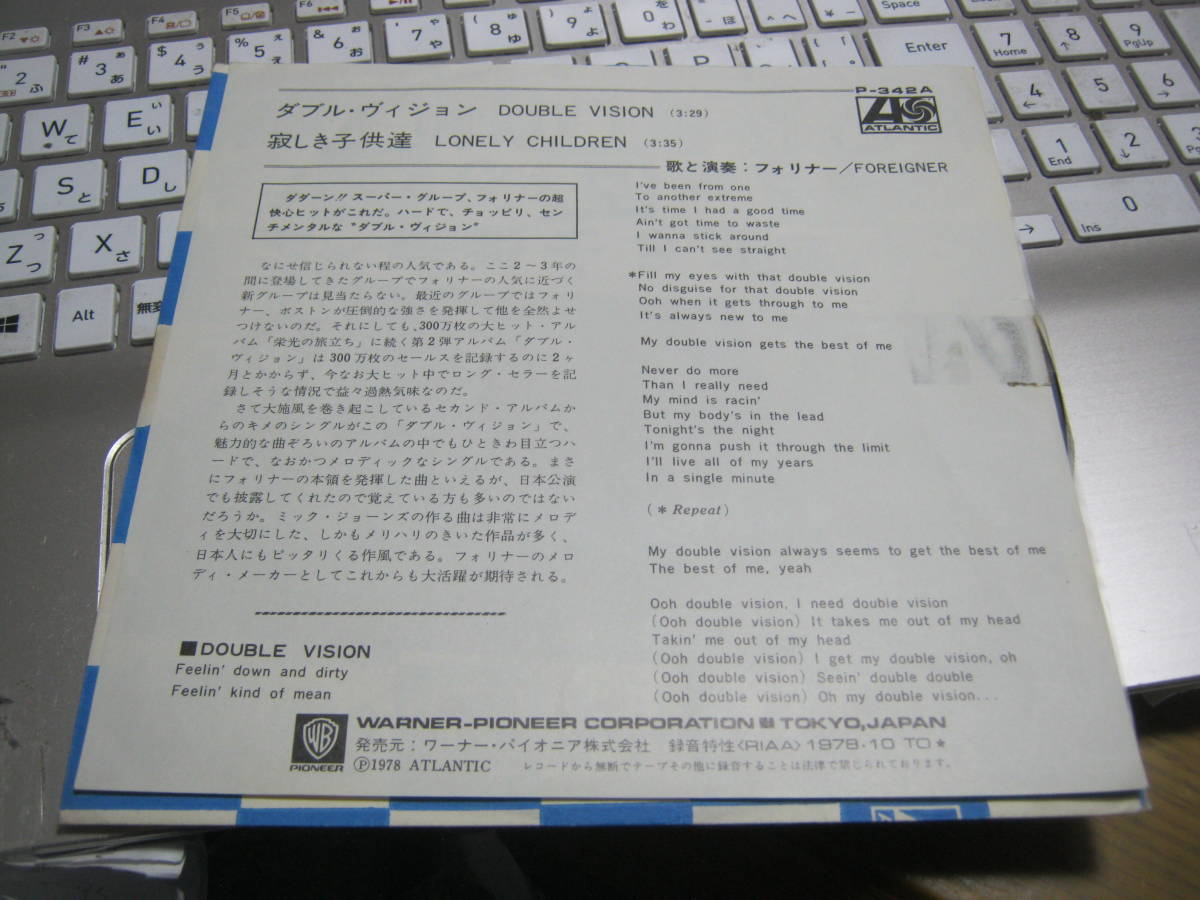 P-342A
ATLANTIC
ダブル・ヴィジョン DOUBLE VISION (3:29)
寂しき子供達 LONELY CHILDREN (3:35)
歌と演奏：フォリナー／FOREIGNER
ダダーン!! スーパー・グループ、フォリナーの超
快心ヒットがこれだ。ハードで、チョッピリ、セン
チメンタルな “ダブル・ヴィジョン”
なにせ信じられない程の人気である。ここ2〜3年の
間に登場してきたグループでフォリナーの人気に近づく
新グループは見当たらない。最近のグループではフォリ
ナー、ボストンが圧倒的な強さを発揮して他を全然よせ
つけないのだ。それにしても、300万枚の大ヒット・アル
バム「栄光の旅立ち」に続く第2弾アルバム「ダブル・
ヴィジョン」は300万枚のセールスを記録するのに2ヶ
月とかからず、今なお大ヒット中でロング・セラーを記
録しそうな情況で益々過熱気味なのだ。
さて大施風を巻き起こしているセカンド・アルバムか
らのキメのシングルがこの「ダブル・ヴィジョン」で、
魅力的な曲ぞろいのアルバムの中でもひときわ目立つハ
ードで、なおかつメロディックなシングルである。まさ
にフォリナーの本領を発揮した曲といえるが、日本公演
でも披露してくれたので覚えている方も多いのではない
だろうか。ミック・ジョーンズの作る曲は非常にメロデ
ィを大切にした、しかもメリハリのきいた作品が多く、
日本人にもピッタリくる作風である。フォリナーのメロ
ディ・メーカーとしてこれからも大活躍が期待される。
■DOUBLE VISION
Feelin' down and dirty
Feelin' kind of mean
I've been from one
To another extreme
It's time I had a good time
Ain't got time to waste
I wanna stick around
Till I can't see straight
*Fill my eyes with that double vision
No disguise for that double vision
Ooh when it gets through to me
It's always new to me
My double vision gets the best of me
Never do more
Than I really need
My mind is racin'
But my body's in the lead
Tonight's the night
I'm gonna push it through the limit
I'll live all of my years
In a single minute
(* Repeat)
My double vision always seems to get the best of me
The best of me, yeah
Ooh double vision, I need double vision
(Ooh double vision) It takes me out of my head
Takin' me out of my head
(Ooh double vision) I get my double vision, oh
(Ooh double vision) Seein' double double
(Ooh double vision) Oh my double vision...
WB
PIONEER
WARNER-PIONEER CORPORATION TOKYO, JAPAN
発売元：ワーナー・パイオニア株式会社 録音特性〈RIAA〉1978・10 TO★
Ⓟ1978 ATLANTIC レコードから無断でテープその他に録音することは法律で禁じられております。
F2
F3
F4
F5
F6
Space
Enter
7 Home
8
9 PgUp
4
5
6
1 End
0 Ins
W て
E い
S と
D し
Z つ
X さ
Alt
無変